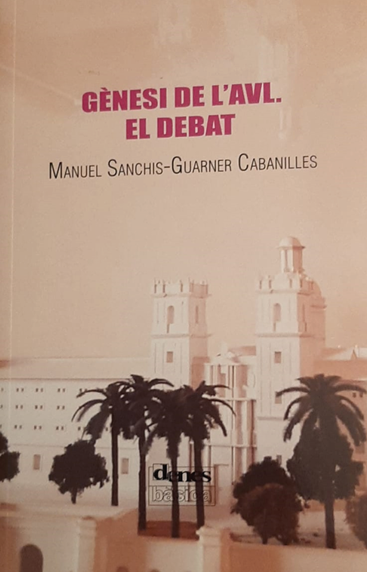 GÈNESI DE L'AVL.
EL DEBAT
MANUEL SANCHIS-GUARNER CABANILLES
denes
bàsica